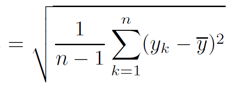 = \sqrt{\frac{1}{n-1} \sum_{k=1}^{n} (y_k - \overline{y})^2}